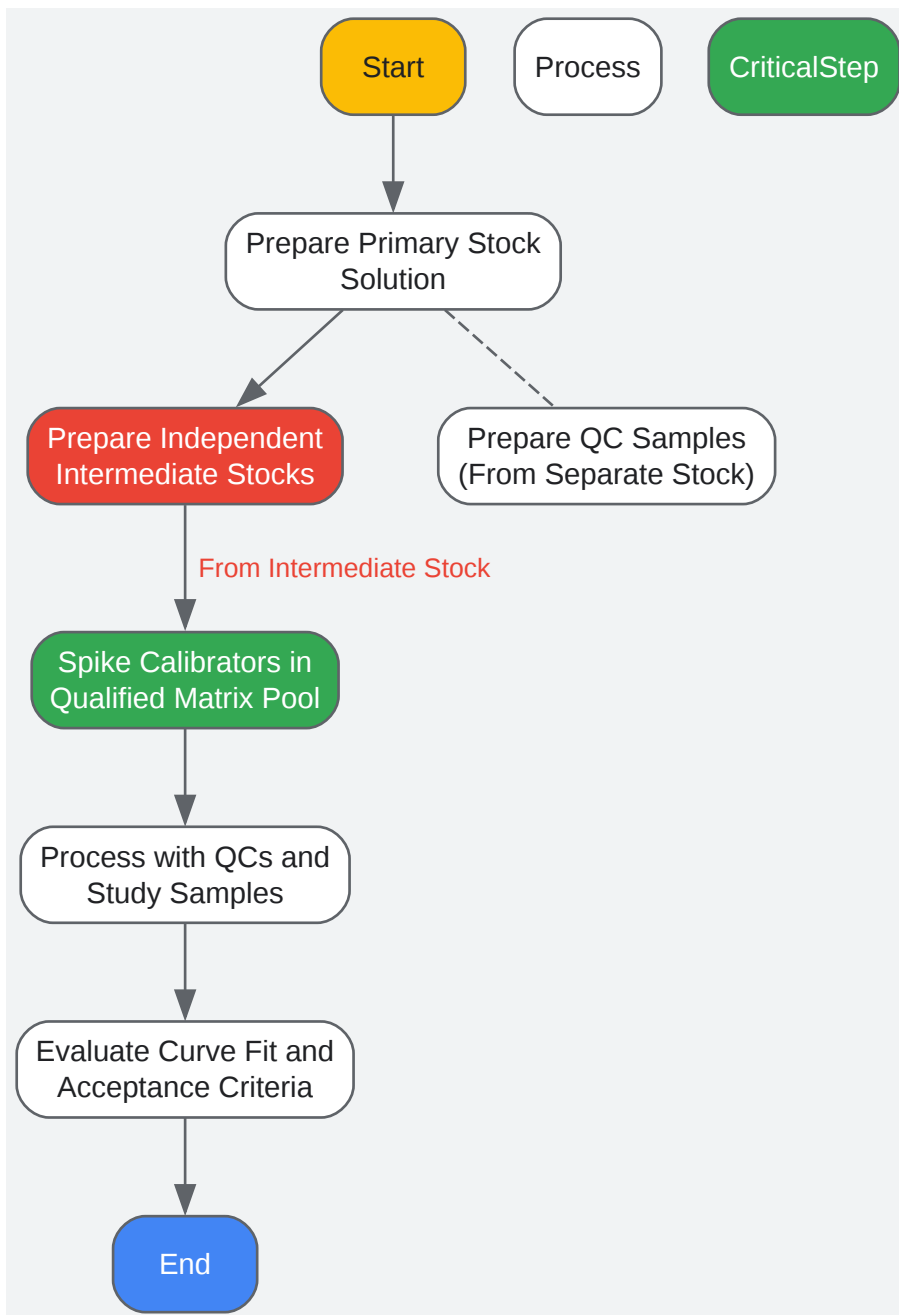 Start
Process
CriticalStep
Prepare Primary Stock
Solution
Prepare Independent
Intermediate Stocks
Prepare QC Samples
(From Separate Stock)
From Intermediate Stock
Spike Calibrators in
Qualified Matrix Pool
Process with QCs and
Study Samples
Evaluate Curve Fit and
Acceptance Criteria
End